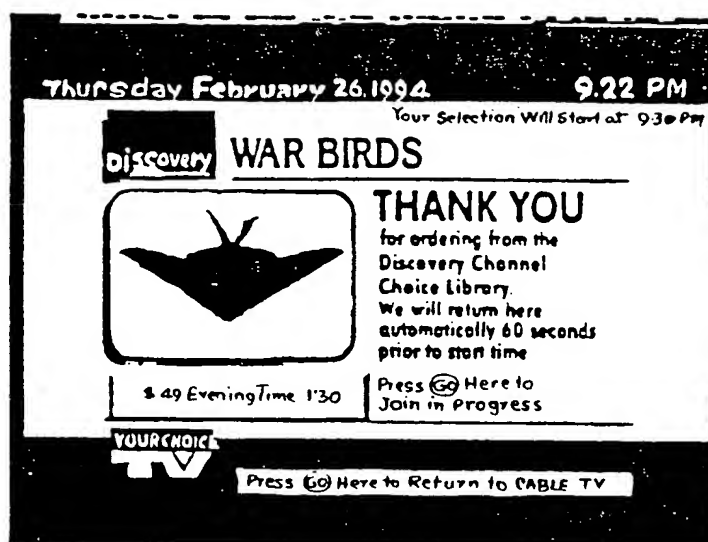 Thursday February 26.1994 9.22 PM
Your Selection Will Start at 9:30 PM
Discovery WAR BIRDS
THANK YOU
for ordering from the
Discovery Channel
Choice Library.
We will return here
automatically 60 seconds
prior to start time
$ 49 Evening Time 1'30
Press GO Here to
Join in Progress
YOUR CHOICE
TV
Press GO Here to Return to CABLE TV